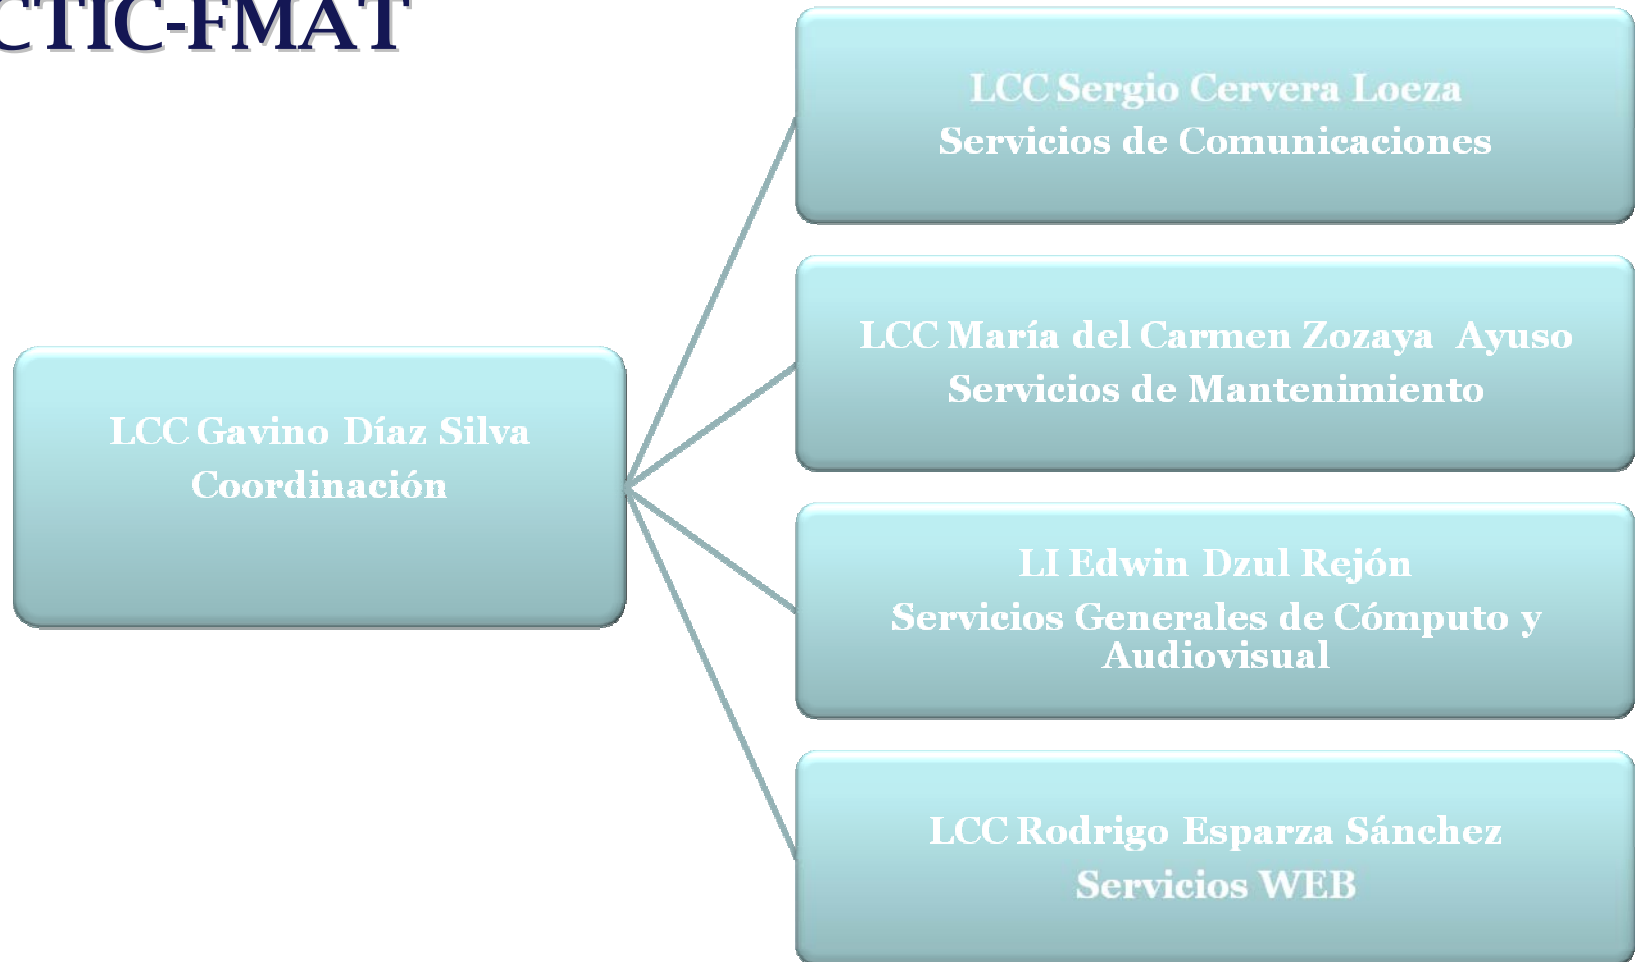 CTIC-FMAT
LCC Gavino Díaz Silva
Coordinación
LCC Sergio Cervera Loeza
Servicios de Comunicaciones
LCC María del Carmen Zozaya Ayuso
Servicios de Mantenimiento
LI Edwin Dzul Rejón
Servicios Generales de Cómputo y
Audiovisual
LCC Rodrigo Esparza Sánchez
Servicios WEB